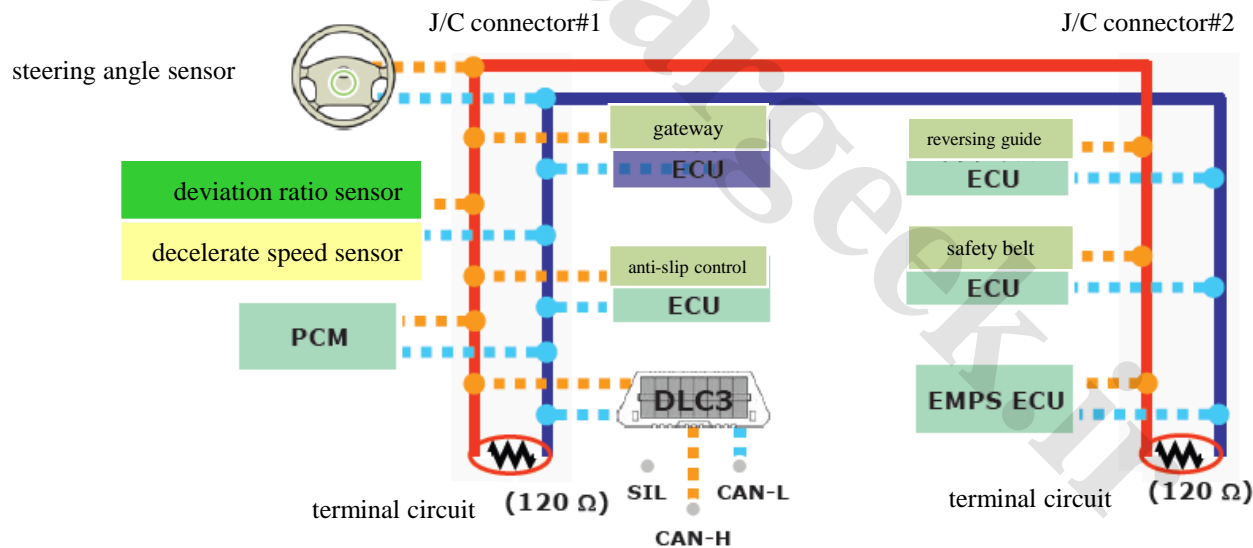 J/C connector#1
J/C connector#2
steering angle sensor
gateway
ECU
reversing guide
ECU
deviation ratio sensor
decelerate speed sensor
anti-slip control
ECU
safety belt
ECU
PCM
DLC3
EMPS ECU
SIL
CAN-L
CAN-H
terminal circuit
(120 Ω)
terminal circuit
(120 Ω)
argeek.ir